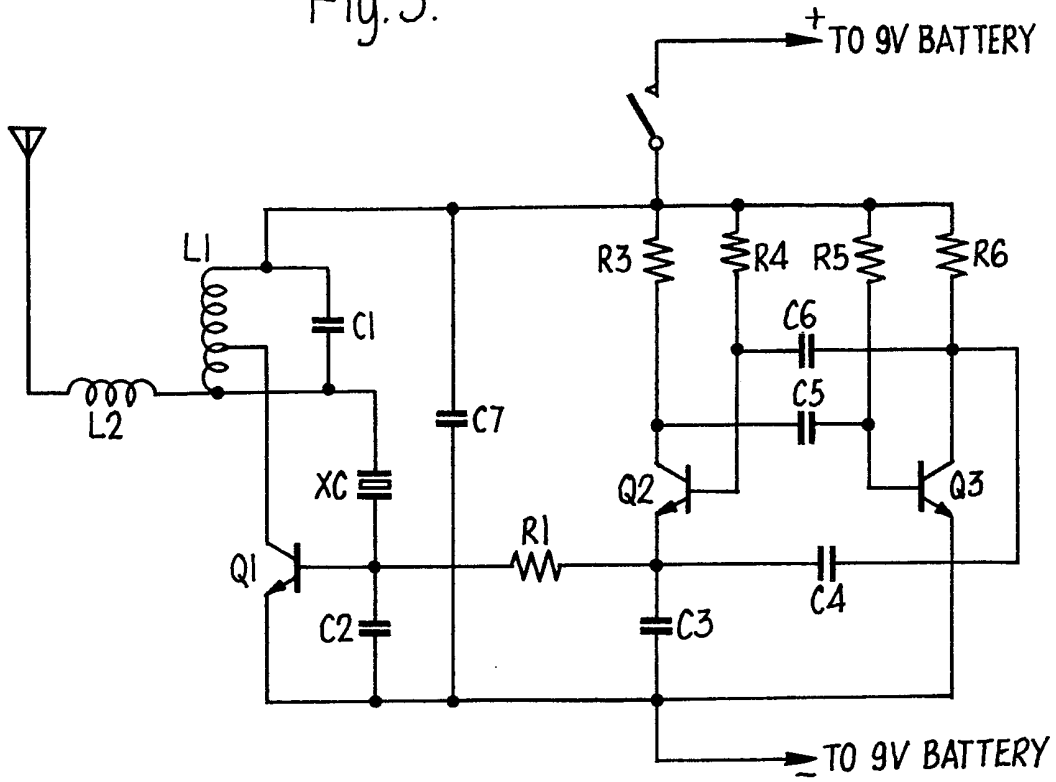 Fig. 3.
+
TO 9V BATTERY
L1
C1
R3
R4
R5
R6
C6
C5
L2
C7
XC
Q2
Q3
R1
Q1
C2
C3
C4
TO 9V BATTERY
−